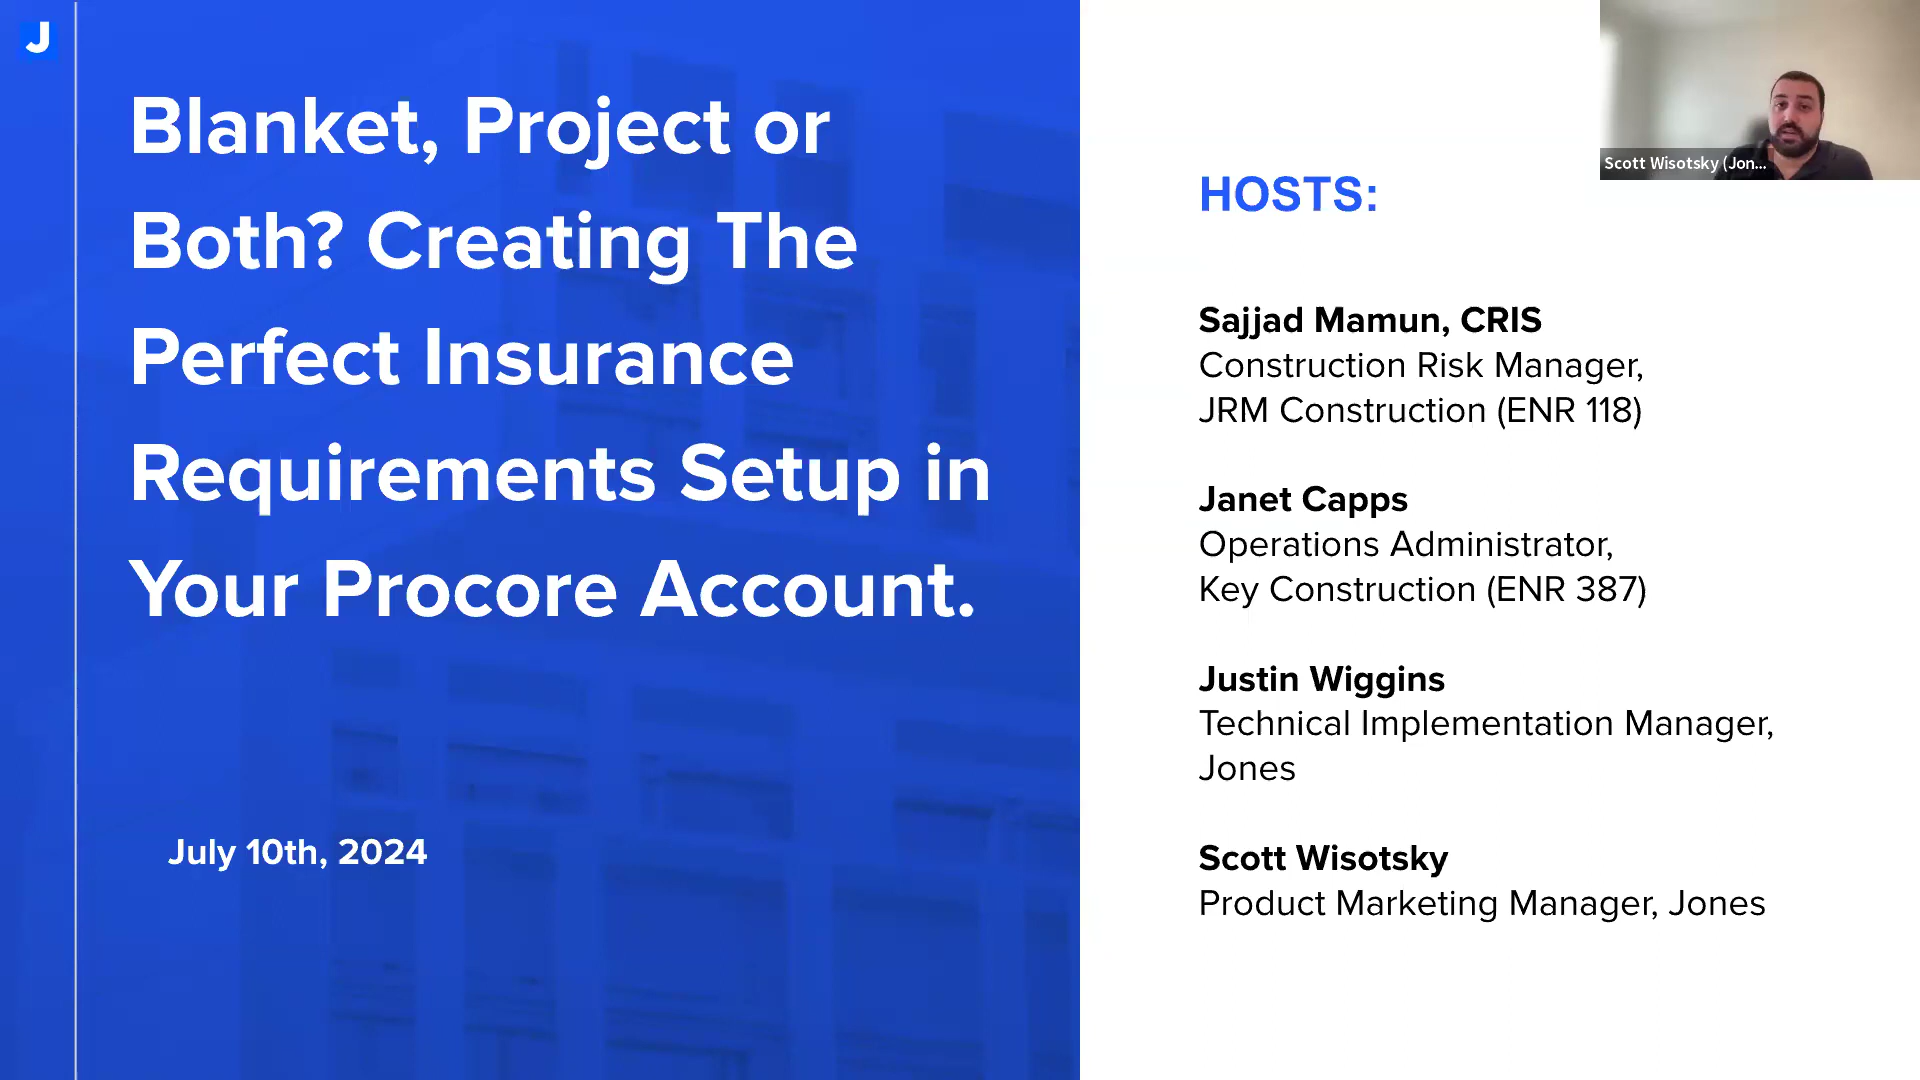 J
Blanket, Project or
Both? Creating The
Perfect Insurance
Requirements Setup in
Your Procore Account.
July 10th, 2024
HOSTS:
Sajjad Mamun, CRIS
Construction Risk Manager,
JRM Construction (ENR 118)
Janet Capps
Operations Administrator,
Key Construction (ENR 387)
Justin Wiggins
Technical Implementation Manager,
Jones
Scott Wisotsky
Product Marketing Manager, Jones
Scott Wisotsky (Jon...